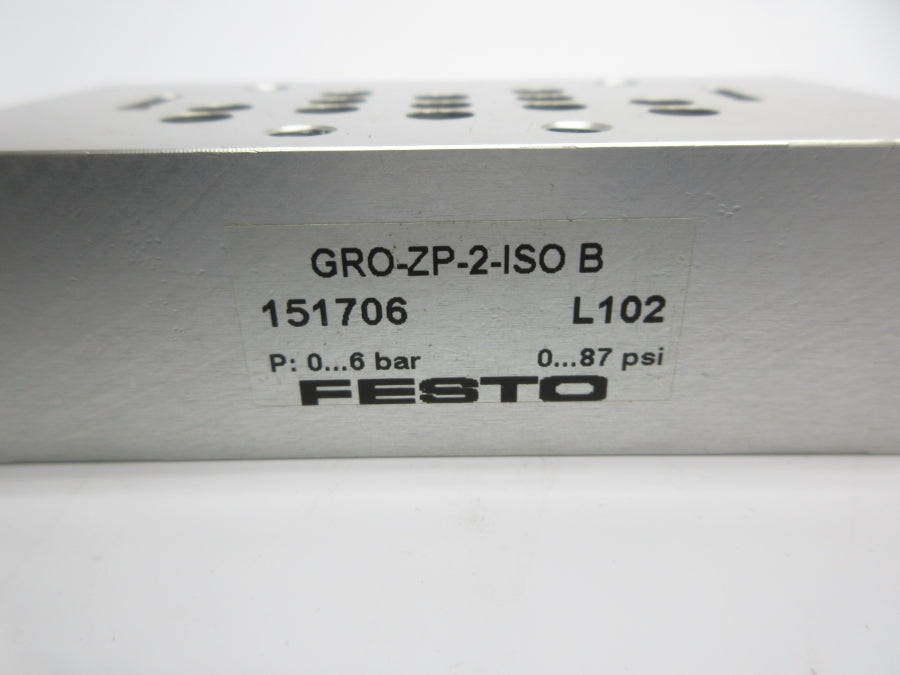 GRO-ZP-2-ISO B
151706 L102
P: 0...6 bar 0...87 psi
FESTO